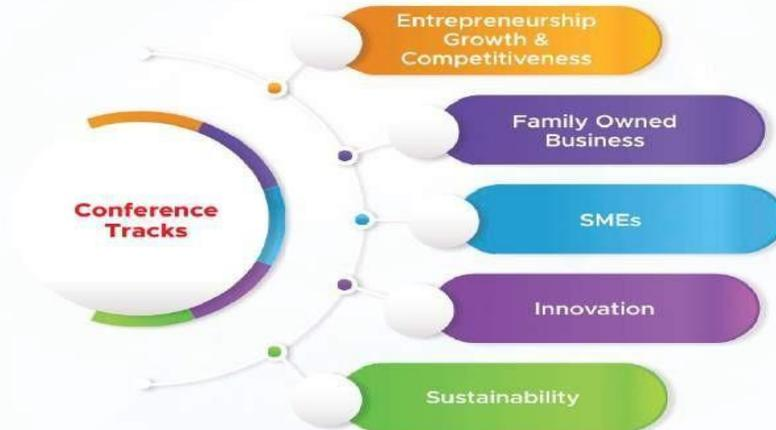 Entrepreneurship
Growth &
Competitiveness
Family Owned
Business
Conference
Tracks
SMEs
Innovation
Sustainability